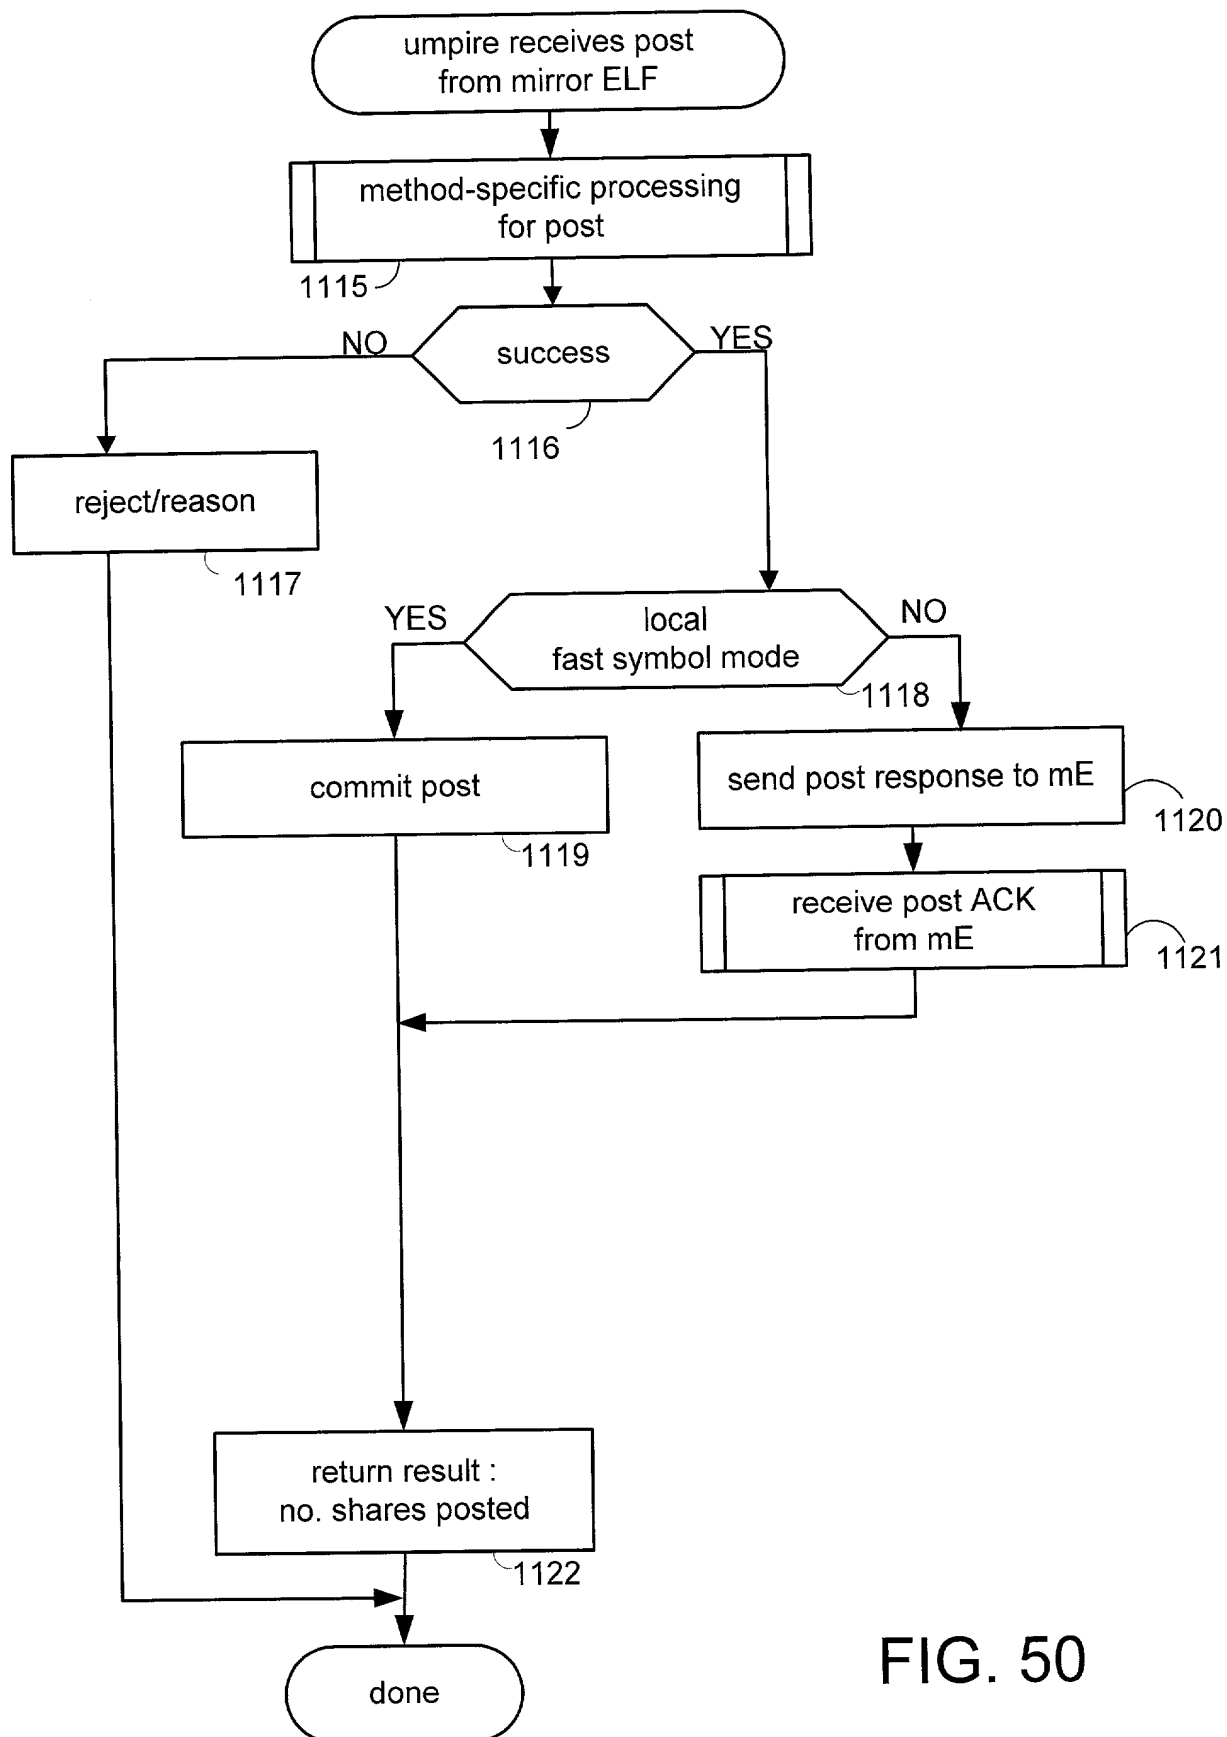 umpire receives post
from mirror ELF
method-specific processing
for post
1115
NO
YES
success
1116
reject/reason
1117
YES
NO
local
fast symbol mode
1118
commit post
1119
send post response to mE
1120
receive post ACK
from mE
1121
return result :
no. shares posted
1122
done
FIG. 50